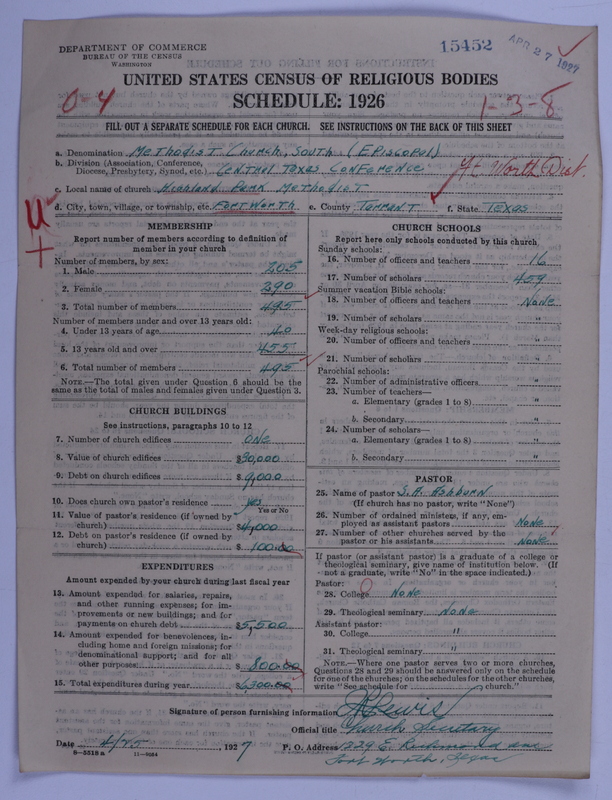 DEPARTMENT OF COMMERCE
BUREAU OF THE CENSUS
WASHINGTON
15452
APR 27 1927
UNITED STATES CENSUS OF RELIGIOUS BODIES
SCHEDULE: 1926
0-4
1-3-8
FILL OUT A SEPARATE SCHEDULE FOR EACH CHURCH. SEE INSTRUCTIONS ON THE BACK OF THIS SHEET
a. Denomination Methodist Church, South (Episcopol)
b. Division (Association, Conference, Diocese, Presbytery, Synod, etc.) Central Texas Conference
Ft. Worth Dist.
c. Local name of church Highland Park Methodist
d. City, town, village, or township, etc. Fort Worth e. County Tarrant f. State Texas
U
MEMBERSHIP
Report number of members according to definition of
member in your church
Number of members, by sex:
1. Male 205
2. Female 290
3. Total number of members 495
Number of members under and over 13 years old:
4. Under 13 years of age 40
5. 13 years old and over 455
6. Total number of members 495
NOTE.—The total given under Question 6 should be
same as the total of males and females given under Question 3.
CHURCH BUILDINGS
See instructions, paragraphs 10 to 12
7. Number of church edifices One
8. Value of church edifices $30,000
9. Debt on church edifices $9,000
10. Does church own pastor's residence yes
Yes or No
11. Value of pastor's residence (if owned by
church) $4,000
12. Debt on pastor's residence (if owned by
church) $100.00
EXPENDITURES
Amount expended by your church during last fiscal year
13. Amount expended for salaries, repairs,
and other running expenses; for im-
provements or new buildings; and for
payments on church debt $5,500
14. Amount expended for benevolences, in-
cluding home and foreign missions; for
denominational support; and for all
other purposes $800.00
15. Total expenditures during year $6,300.00
CHURCH SCHOOLS
Report here only schools conducted by this church
Sunday schools:
16. Number of officers and teachers 16
17. Number of scholars 459
Summer vacation Bible schools:
18. Number of officers and teachers None
19. Number of scholars "
Week-day religious schools:
20. Number of officers and teachers "
21. Number of scholars "
Parochial schools:
22. Number of administrative officers "
23. Number of teachers—
a. Elementary (grades 1 to 8) "
b. Secondary "
24. Number of scholars—
a. Elementary (grades 1 to 8) "
b. Secondary "
PASTOR
25. Name of pastor S. A. Ashburn
(If church has no pastor, write "None")
26. Number of ordained ministers, if any, em-
ployed as assistant pastors None
27. Number of other churches served by the
pastor or his assistants None
If pastor (or assistant pastor) is a graduate of a college or
theological seminary, give name of institution below. (If
not a graduate, write "No" in the space indicated.)
Pastor:
28. College None
29. Theological seminary None
Assistant pastor:
30. College "
31. Theological seminary "
NOTE.—Where one pastor serves two or more churches,
Questions 28 and 29 should be answered only on the schedule
for one of the churches; on the schedules for the other churches,
write "See schedule for church."
Signature of person furnishing information Lewis
Official title Church Secretary
Date 4/25 1927 P. O. Address 2229 E. Richmond ave
Fort Worth, Texas
8-5518 a 11-9064